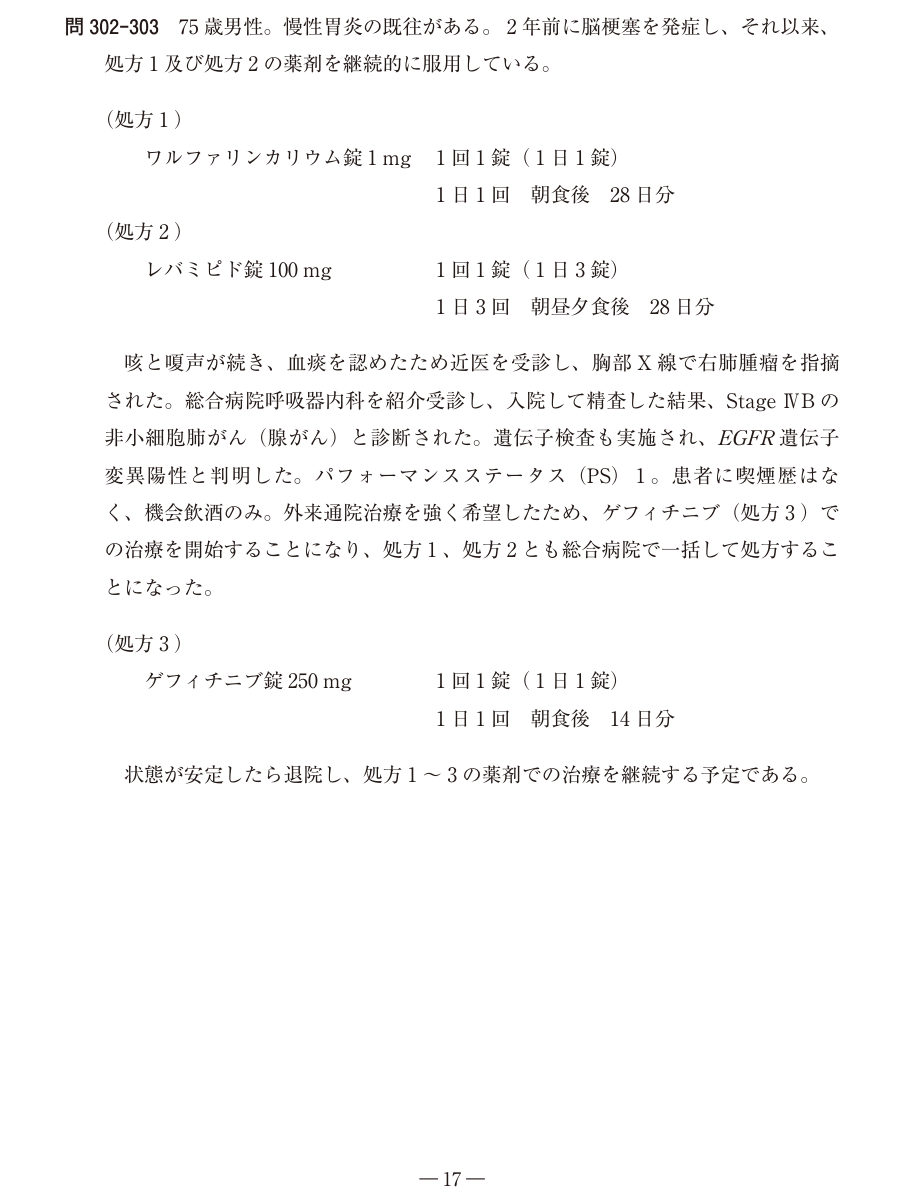 問 302-303　75 歳男性。慢性胃炎の既往がある。２年前に脳梗塞を発症し、それ以来、
処方１及び処方２の薬剤を継続的に服用している。
（処方１）
ワルファリンカリウム錠１mg　１回１錠（１日１錠）
１日１回　朝食後　28 日分
（処方２）
レバミピド錠 100 mg　１回１錠（１日３錠）
１日３回　朝昼夕食後　28 日分
咳と嗄声が続き、血痰を認めたため近医を受診し、胸部 X 線で右肺腫瘤を指摘
された。総合病院呼吸器内科を紹介受診し、入院して精査した結果、Stage ⅣB の
非小細胞肺がん（腺がん）と診断された。遺伝子検査も実施され、EGFR 遺伝子
変異陽性と判明した。パフォーマンスステータス（PS）１。患者に喫煙歴はな
く、機会飲酒のみ。外来通院治療を強く希望したため、ゲフィチニブ（処方３）で
の治療を開始することになり、処方１、処方２とも総合病院で一括して処方するこ
とになった。
（処方３）
ゲフィチニブ錠 250 mg　１回１錠（１日１錠）
１日１回　朝食後　14 日分
状態が安定したら退院し、処方１～３の薬剤での治療を継続する予定である。
― 17 ―